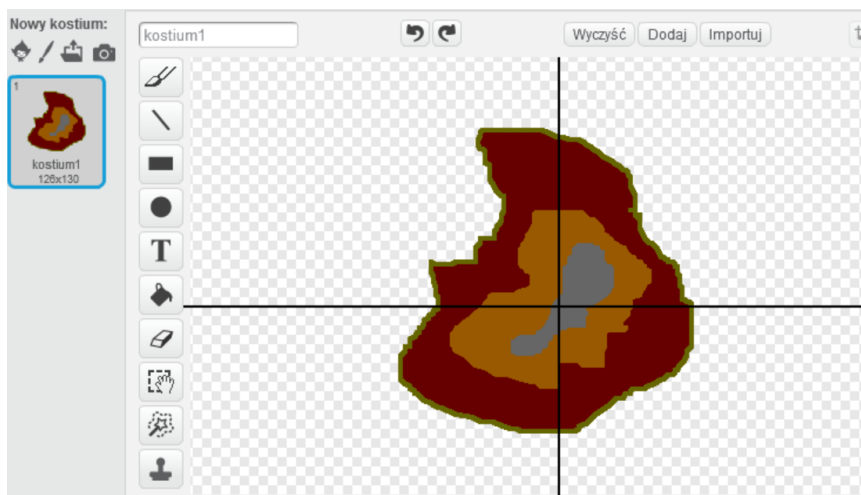 Nowy kostium:
kostium1
Wyczyść
Dodaj
Importuj
1
kostium1
126x130
T